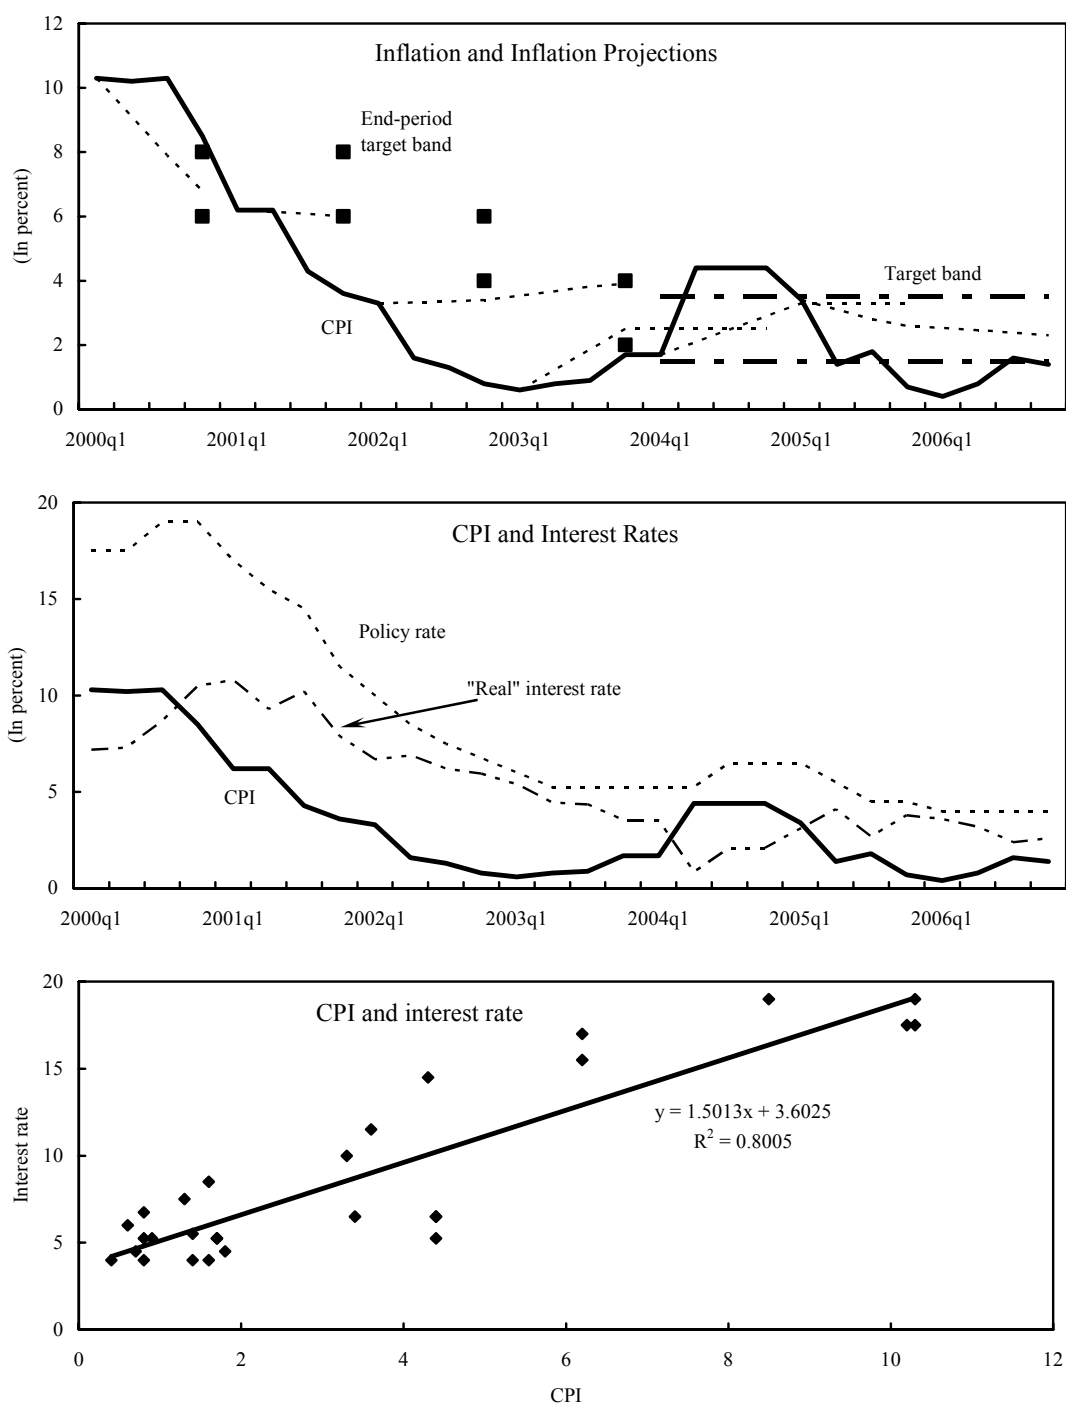 Inflation and Inflation Projections
(In percent)
12
10
8
6
4
2
0
End-period
target band
CPI
Target band
2000q1 2001q1 2002q1 2003q1 2004q1 2005q1 2006q1
CPI and Interest Rates
(In percent)
20
15
10
5
0
Policy rate
"Real" interest rate
CPI
2000q1 2001q1 2002q1 2003q1 2004q1 2005q1 2006q1
CPI and interest rate
Interest rate
20
15
10
5
0
y = 1.5013x + 3.6025
R² = 0.8005
0 2 4 6 8 10 12
CPI